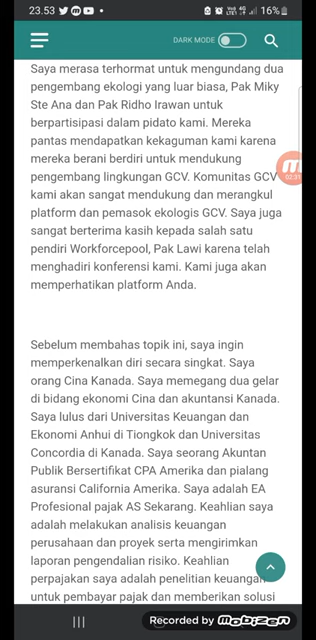 23.53
16%
DARK MODE
Saya merasa terhormat untuk mengundang dua
pengembang ekologi yang luar biasa, Pak Miky
Ste Ana dan Pak Ridho Irawan untuk
berpartisipasi dalam pidato kami. Mereka
pantas mendapatkan kekaguman kami karena
mereka berani berdiri untuk mendukung
pengembang lingkungan GCV. Komunitas GCV
kami akan sangat mendukung dan merangkul
platform dan pemasok ekologis GCV. Saya juga
sangat berterima kasih kepada salah satu
pendiri Workforcepool, Pak Lawi karena telah
menghadiri konferensi kami. Kami juga akan
memperhatikan platform Anda.
Sebelum membahas topik ini, saya ingin
memperkenalkan diri secara singkat. Saya
orang Cina Kanada. Saya memegang dua gelar
di bidang ekonomi Cina dan akuntansi Kanada.
Saya lulus dari Universitas Keuangan dan
Ekonomi Anhui di Tiongkok dan Universitas
Concordia di Kanada. Saya seorang Akuntan
Publik Bersertifikat CPA Amerika dan pialang
asuransi California Amerika. Saya adalah EA
Profesional pajak AS Sekarang. Keahlian saya
adalah melakukan analisis keuangan
perusahaan dan proyek serta mengirimkan
laporan pengendalian risiko. Keahlian
perpajakan saya adalah penelitian keuangan
untuk pembayar pajak dan memberikan solusi
Recorded by mobizen